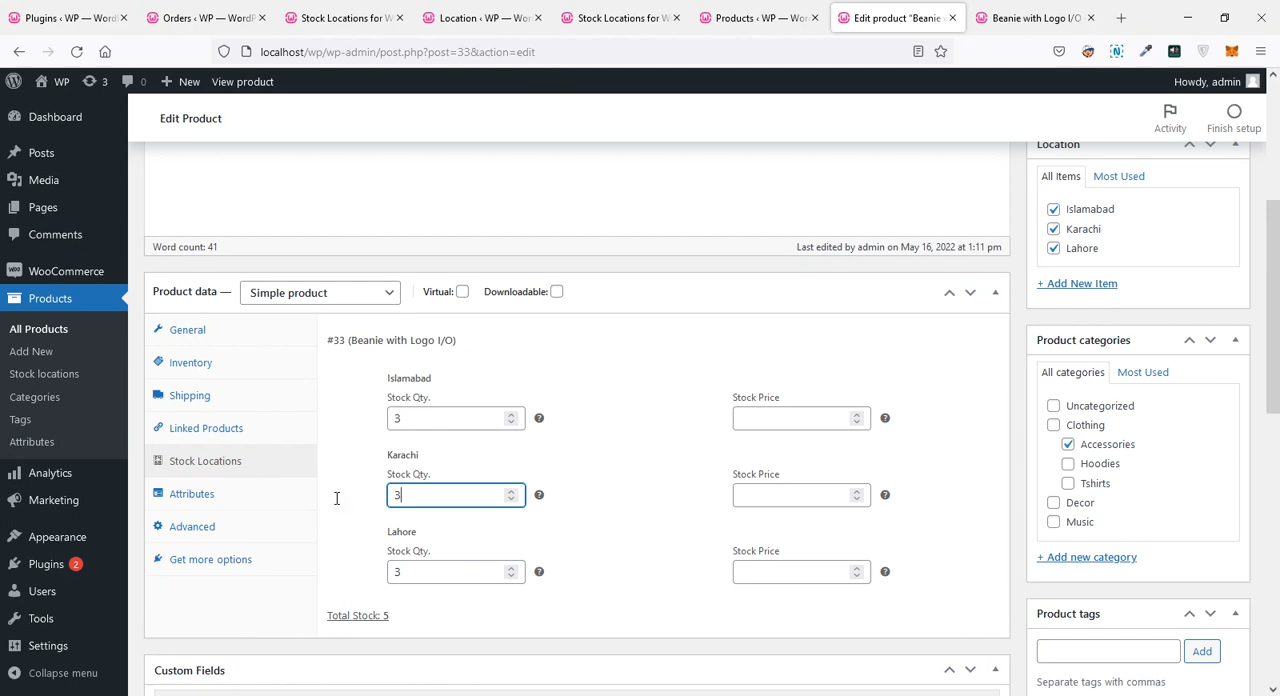 Plugins ‹ WP — Word
Orders ‹ WP — WordP
Stock Locations for W
Location ‹ WP — Wor
Stock Locations for W
Products ‹ WP — Wo
Edit product “Beanie
Beanie with Logo I/O
localhost/wp/wp-admin/post.php?post=33&action=edit
WP 3 0 New View product Howdy, admin
Edit Product
Activity Finish setup
Dashboard
Posts
Media
Pages
Comments
WooCommerce
Products
All Products
Add New
Stock locations
Categories
Tags
Attributes
Analytics
Marketing
Appearance
Plugins 2
Users
Tools
Settings
Collapse menu
Word count: 41 Last edited by admin on May 16, 2022 at 1:11 pm
Product data — Simple product Virtual: Downloadable:
General
Inventory
Shipping
Linked Products
Stock Locations
Attributes
Advanced
Get more options
#33 (Beanie with Logo I/O)
Islamabad
Stock Qty. Stock Price
3
Karachi
Stock Qty. Stock Price
3
Lahore
Stock Qty. Stock Price
3
Total Stock: 5
Custom Fields
Location
All Items Most Used
Islamabad
Karachi
Lahore
+ Add New Item
Product categories
All categories Most Used
Uncategorized
Clothing
Accessories
Hoodies
Tshirts
Decor
Music
+ Add new category
Product tags
Add
Separate tags with commas